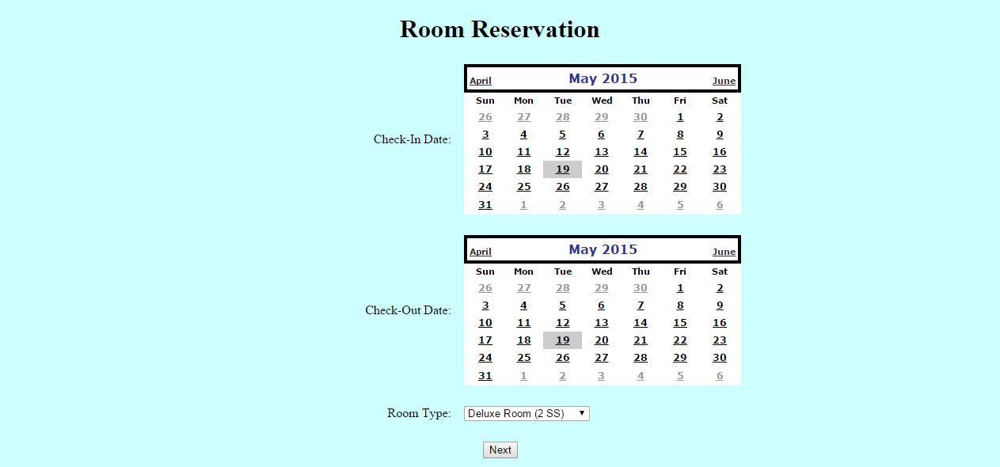 Room Reservation
Check-In Date:
April May 2015 June
Sun Mon Tue Wed Thu Fri Sat
26 27 28 29 30 1 2
3 4 5 6 7 8 9
10 11 12 13 14 15 16
17 18 19 20 21 22 23
24 25 26 27 28 29 30
31 1 2 3 4 5 6
Check-Out Date:
April May 2015 June
Sun Mon Tue Wed Thu Fri Sat
26 27 28 29 30 1 2
3 4 5 6 7 8 9
10 11 12 13 14 15 16
17 18 19 20 21 22 23
24 25 26 27 28 29 30
31 1 2 3 4 5 6
Room Type: Deluxe Room (2 SS)
Next